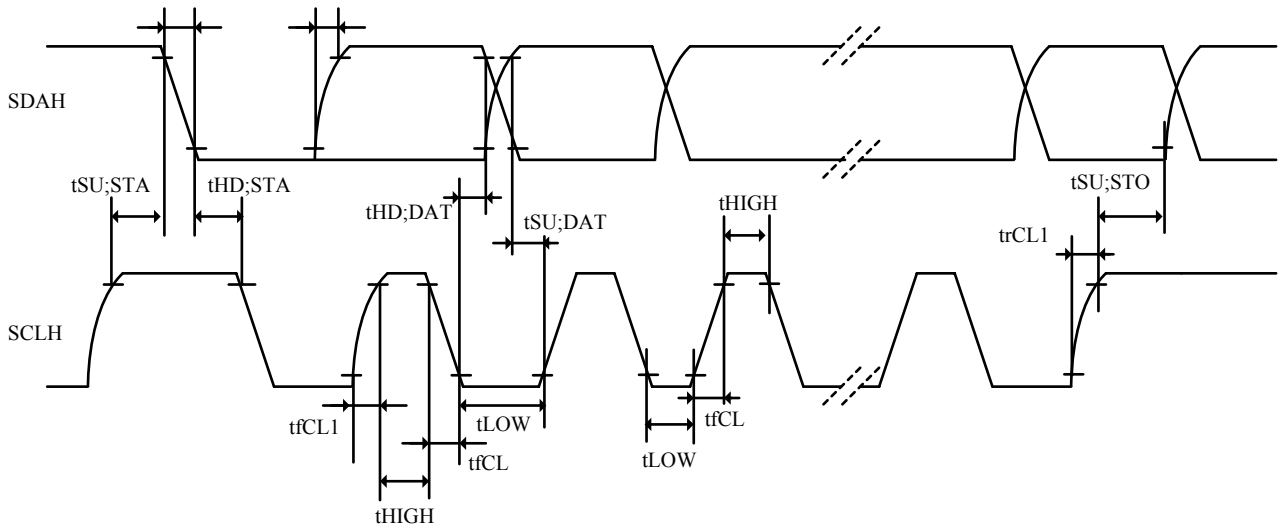 SDAH
tSU;STA
tHD;STA
tHD;DAT
tSU;DAT
tHIGH
tSU;STO
trCL1
SCLH
tfCL1
tLOW
tfCL
tHIGH
tLOW
tfCL